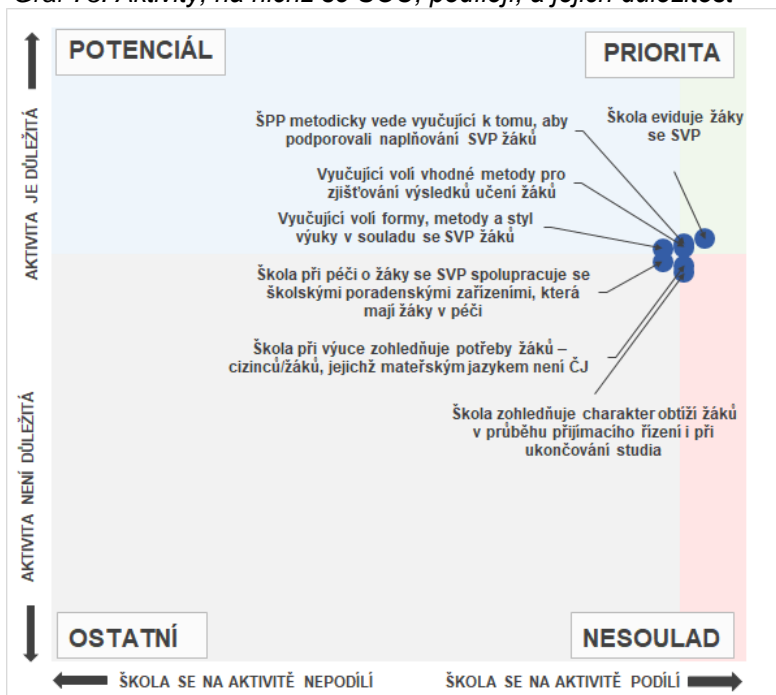 POTENCIÁL
PRIORITA
ŠPP metodicky vede vyučující k tomu, aby
podporovali naplňování SVP žáků
Škola eviduje žáky
se SVP
Vyučující volí vhodné metody pro
zjišťování výsledků učení žáků
Vyučující volí formy, metody a styl
výuky v souladu se SVP žáků
Škola při péči o žáky se SVP spolupracuje se
školskými poradenskými zařízeními, která
mají žáky v péči
Škola při výuce zohledňuje potřeby žáků –
cizinců/žáků, jejichž mateřským jazykem není ČJ
Škola zohledňuje charakter obtíží žáků
v průběhu přijímacího řízení i při
ukončování studia
OSTATNÍ
NESOULAD
AKTIVITA JE DŮLEŽITÁ
AKTIVITA NENÍ DŮLEŽITÁ
ŠKOLA SE NA AKTIVITĚ NEPODÍLÍ
ŠKOLA SE NA AKTIVITĚ PODÍLÍ